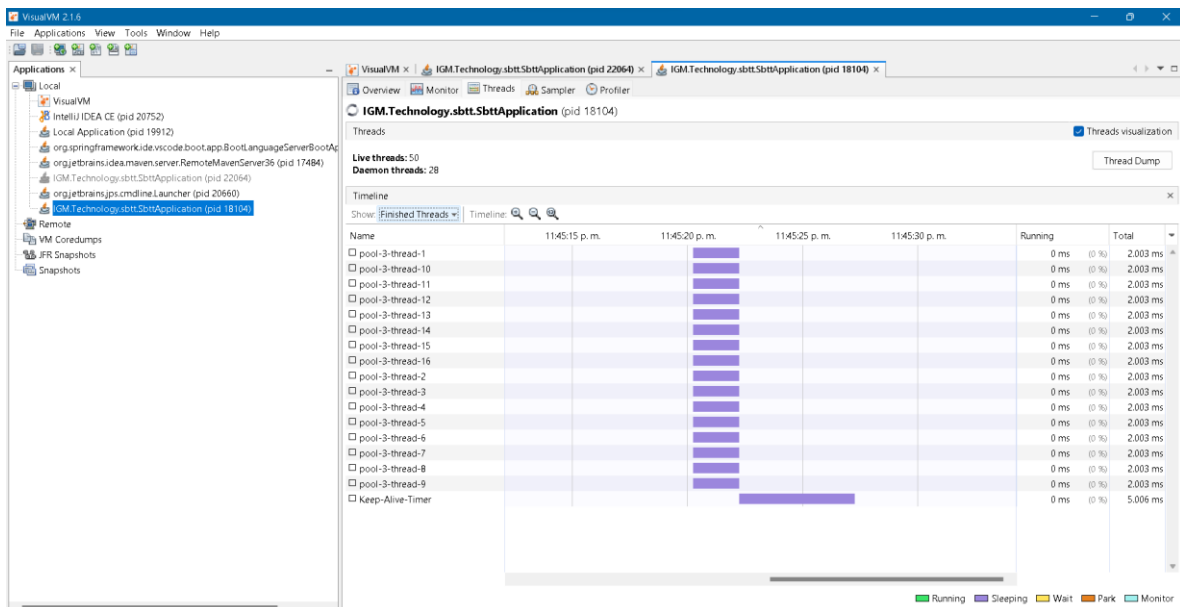 VisualVM 2.1.6
File Applications View Tools Window Help
Applications
Local
VisualVM
IntelliJ IDEA CE (pid 20752)
Local Application (pid 19912)
org.springframework.ide.vscode.boot.app.BootLanguageServerBootAp
org.jetbrains.idea.maven.server.RemoteMavenServer36 (pid 17484)
IGM.Technology.sbtt.SbttApplication (pid 22064)
org.jetbrains.jps.cmdline.Launcher (pid 20660)
IGM.Technology.sbtt.SbttApplication (pid 18104)
Remote
VM Coredumps
JFR Snapshots
Snapshots
VisualVM IGM.Technology.sbtt.SbttApplication (pid 22064) IGM.Technology.sbtt.SbttApplication (pid 18104)
Overview Monitor Threads Sampler Profiler
IGM.Technology.sbtt.SbttApplication (pid 18104)
Threads Threads visualization
Live threads: 50
Daemon threads: 28
Thread Dump
Timeline
Show: Finished Threads Timeline:
Name 11:45:15 p. m. 11:45:20 p. m. 11:45:25 p. m. 11:45:30 p. m. Running Total
pool-3-thread-1 0 ms (0 %) 2.003 ms
pool-3-thread-10 0 ms (0 %) 2.003 ms
pool-3-thread-11 0 ms (0 %) 2.003 ms
pool-3-thread-12 0 ms (0 %) 2.003 ms
pool-3-thread-13 0 ms (0 %) 2.003 ms
pool-3-thread-14 0 ms (0 %) 2.003 ms
pool-3-thread-15 0 ms (0 %) 2.003 ms
pool-3-thread-16 0 ms (0 %) 2.003 ms
pool-3-thread-2 0 ms (0 %) 2.003 ms
pool-3-thread-3 0 ms (0 %) 2.003 ms
pool-3-thread-4 0 ms (0 %) 2.003 ms
pool-3-thread-5 0 ms (0 %) 2.003 ms
pool-3-thread-6 0 ms (0 %) 2.003 ms
pool-3-thread-7 0 ms (0 %) 2.003 ms
pool-3-thread-8 0 ms (0 %) 2.003 ms
pool-3-thread-9 0 ms (0 %) 2.003 ms
Keep-Alive-Timer 0 ms (0 %) 5.006 ms
Running Sleeping Wait Park Monitor